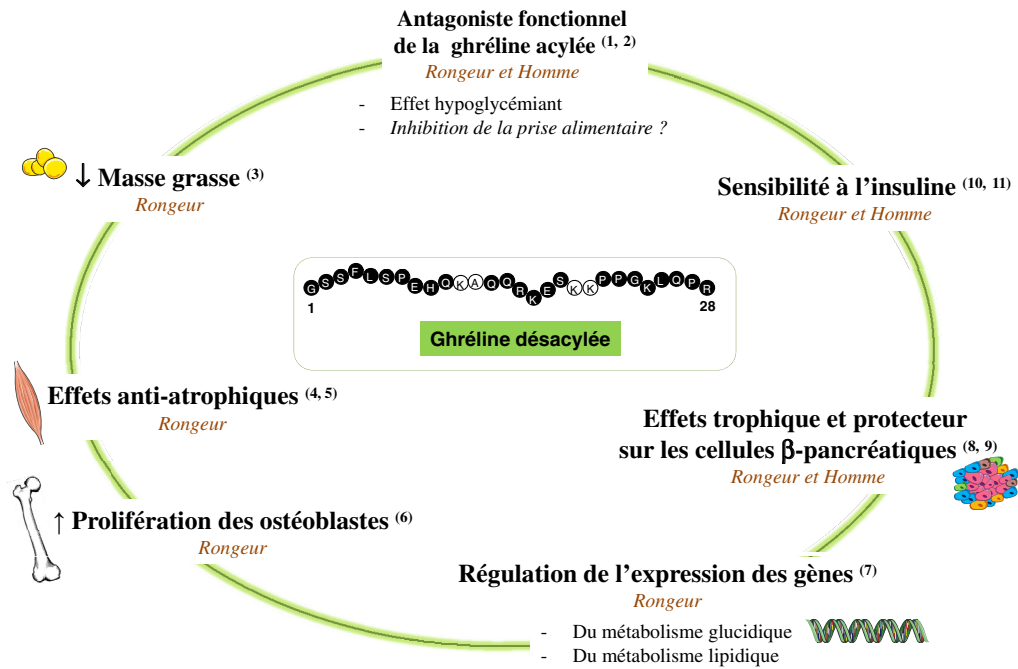 Antagoniste fonctionnel
de la ghréline acylée (1, 2)
Rongeur et Homme
- Effet hypoglycémiant
- Inhibition de la prise alimentaire ?
↓ Masse grasse (3)
Rongeur
Sensibilité à l'insuline (10, 11)
Rongeur et Homme
G S S F L S P E H Q K A Q Q R K E S K K P P G K L Q P R
1 28
Ghréline désacylée
Effets anti-atrophiques (4, 5)
Rongeur
Effets trophique et protecteur
sur les cellules β-pancréatiques (8, 9)
Rongeur et Homme
↑ Prolifération des ostéoblastes (6)
Rongeur
Régulation de l'expression des gènes (7)
Rongeur
- Du métabolisme glucidique
- Du métabolisme lipidique